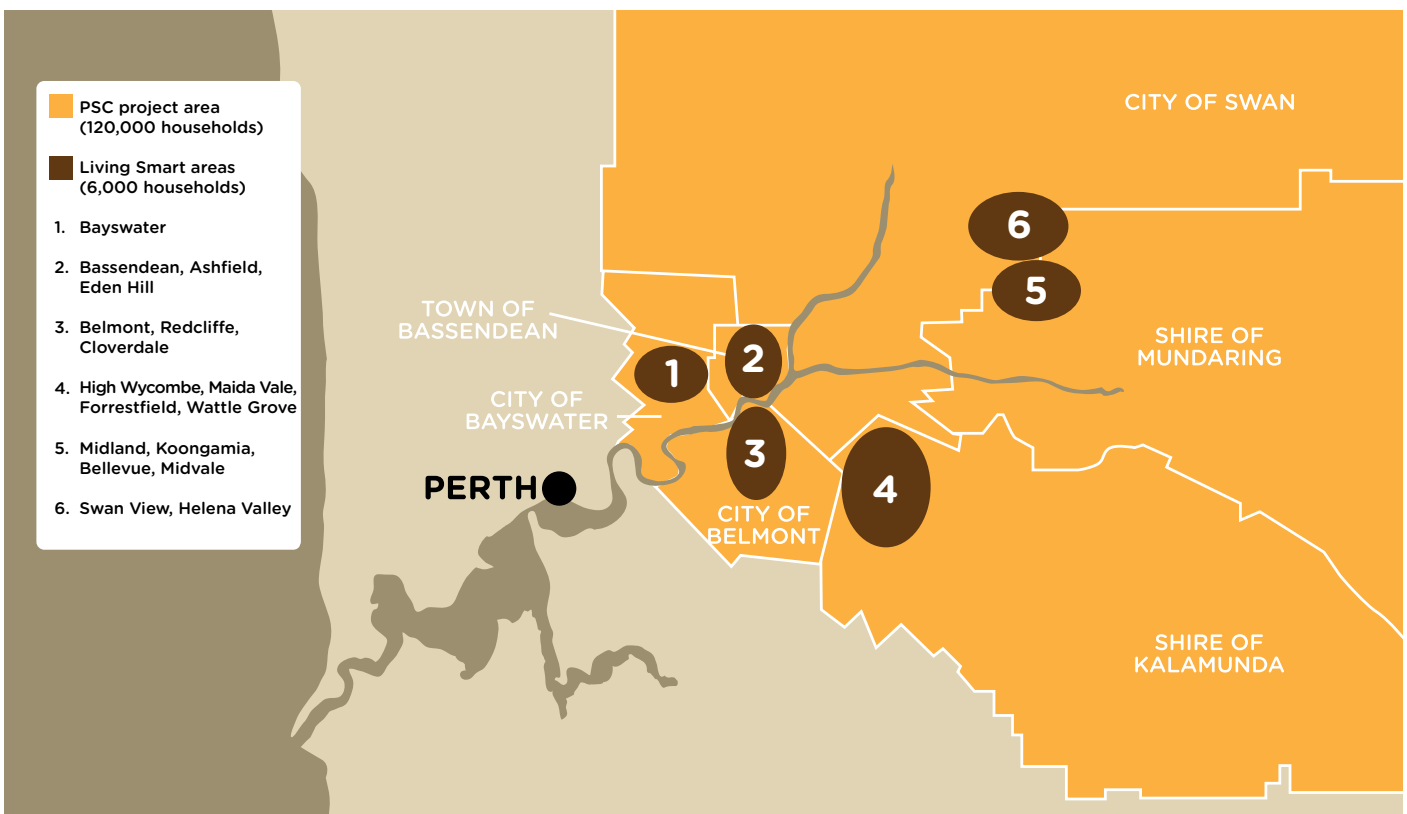 PSC project area
(120,000 households)
Living Smart areas
(6,000 households)
1. Bayswater
2. Bassendean, Ashfield,
Eden Hill
3. Belmont, Redcliffe,
Cloverdale
4. High Wycombe, Maida Vale,
Forrestfield, Wattle Grove
5. Midland, Koongamia,
Bellevue, Midvale
6. Swan View, Helena Valley
CITY OF SWAN
6
5
TOWN OF
BASSENDEAN
SHIRE OF
MUNDARING
2
1
CITY OF
BAYSWATER
3
4
PERTH
CITY OF
BELMONT
SHIRE OF
KALAMUNDA